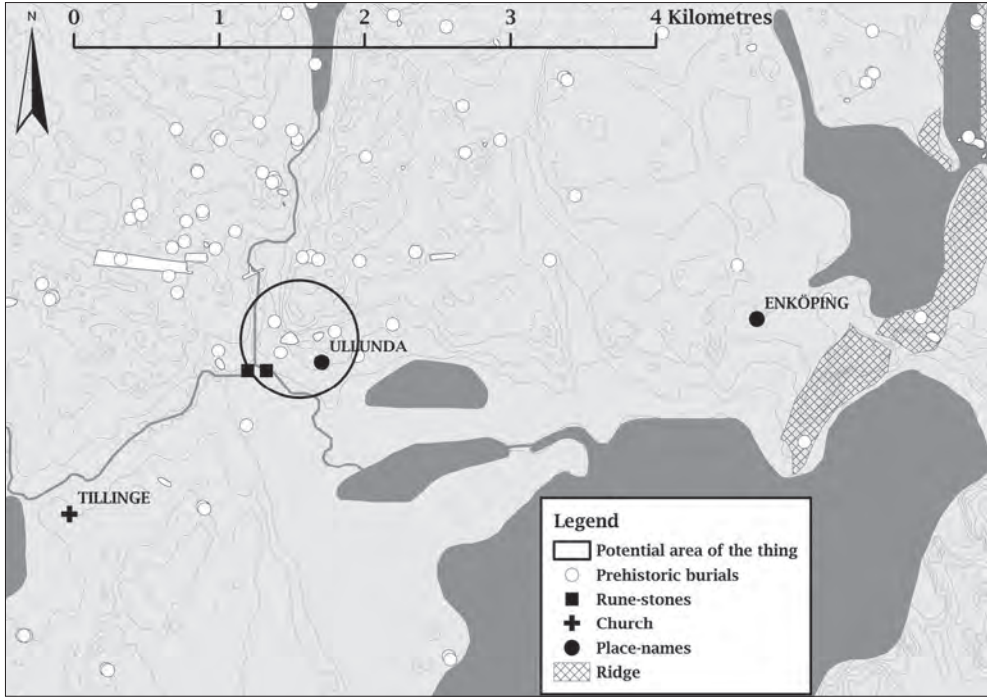 N
0 1 2 3 4 Kilometres
ENKÖPING
ULLUNDA
TILLINGE
Legend
Potential area of the thing
Prehistoric burials
Rune-stones
Church
Place-names
Ridge